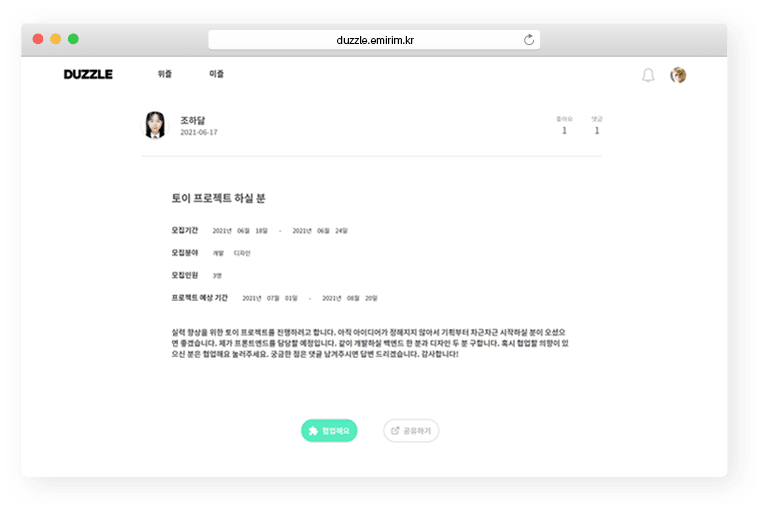 duzzle.emirim.kr
DUZZLE 위즐 미즐
조하닮
2021-06-17
좋아요 댓글
1 1
토이 프로젝트 하실 분
모집기간 2021년 06월 18일 - 2021년 06월 24일
모집분야 개발 디자인
모집인원 3명
프로젝트 예상 기간 2021년 07월 01일 - 2021년 08월 20일
실력 향상을 위한 토이 프로젝트를 진행하려고 합니다. 아직 아이디어가 정해지지 않아서 기획부터 차근차근 시작하실 분이 오셨으
면 좋겠습니다. 제가 프론트엔드를 담당할 예정입니다. 같이 개발하실 백엔드 한 분과 디자인 두 분 구합니다. 혹시 협업할 의향이 있
으신 분은 협업해요 눌러주세요. 궁금한 점은 댓글 남겨주시면 답변 드리겠습니다. 감사합니다!
협업해요 공유하기